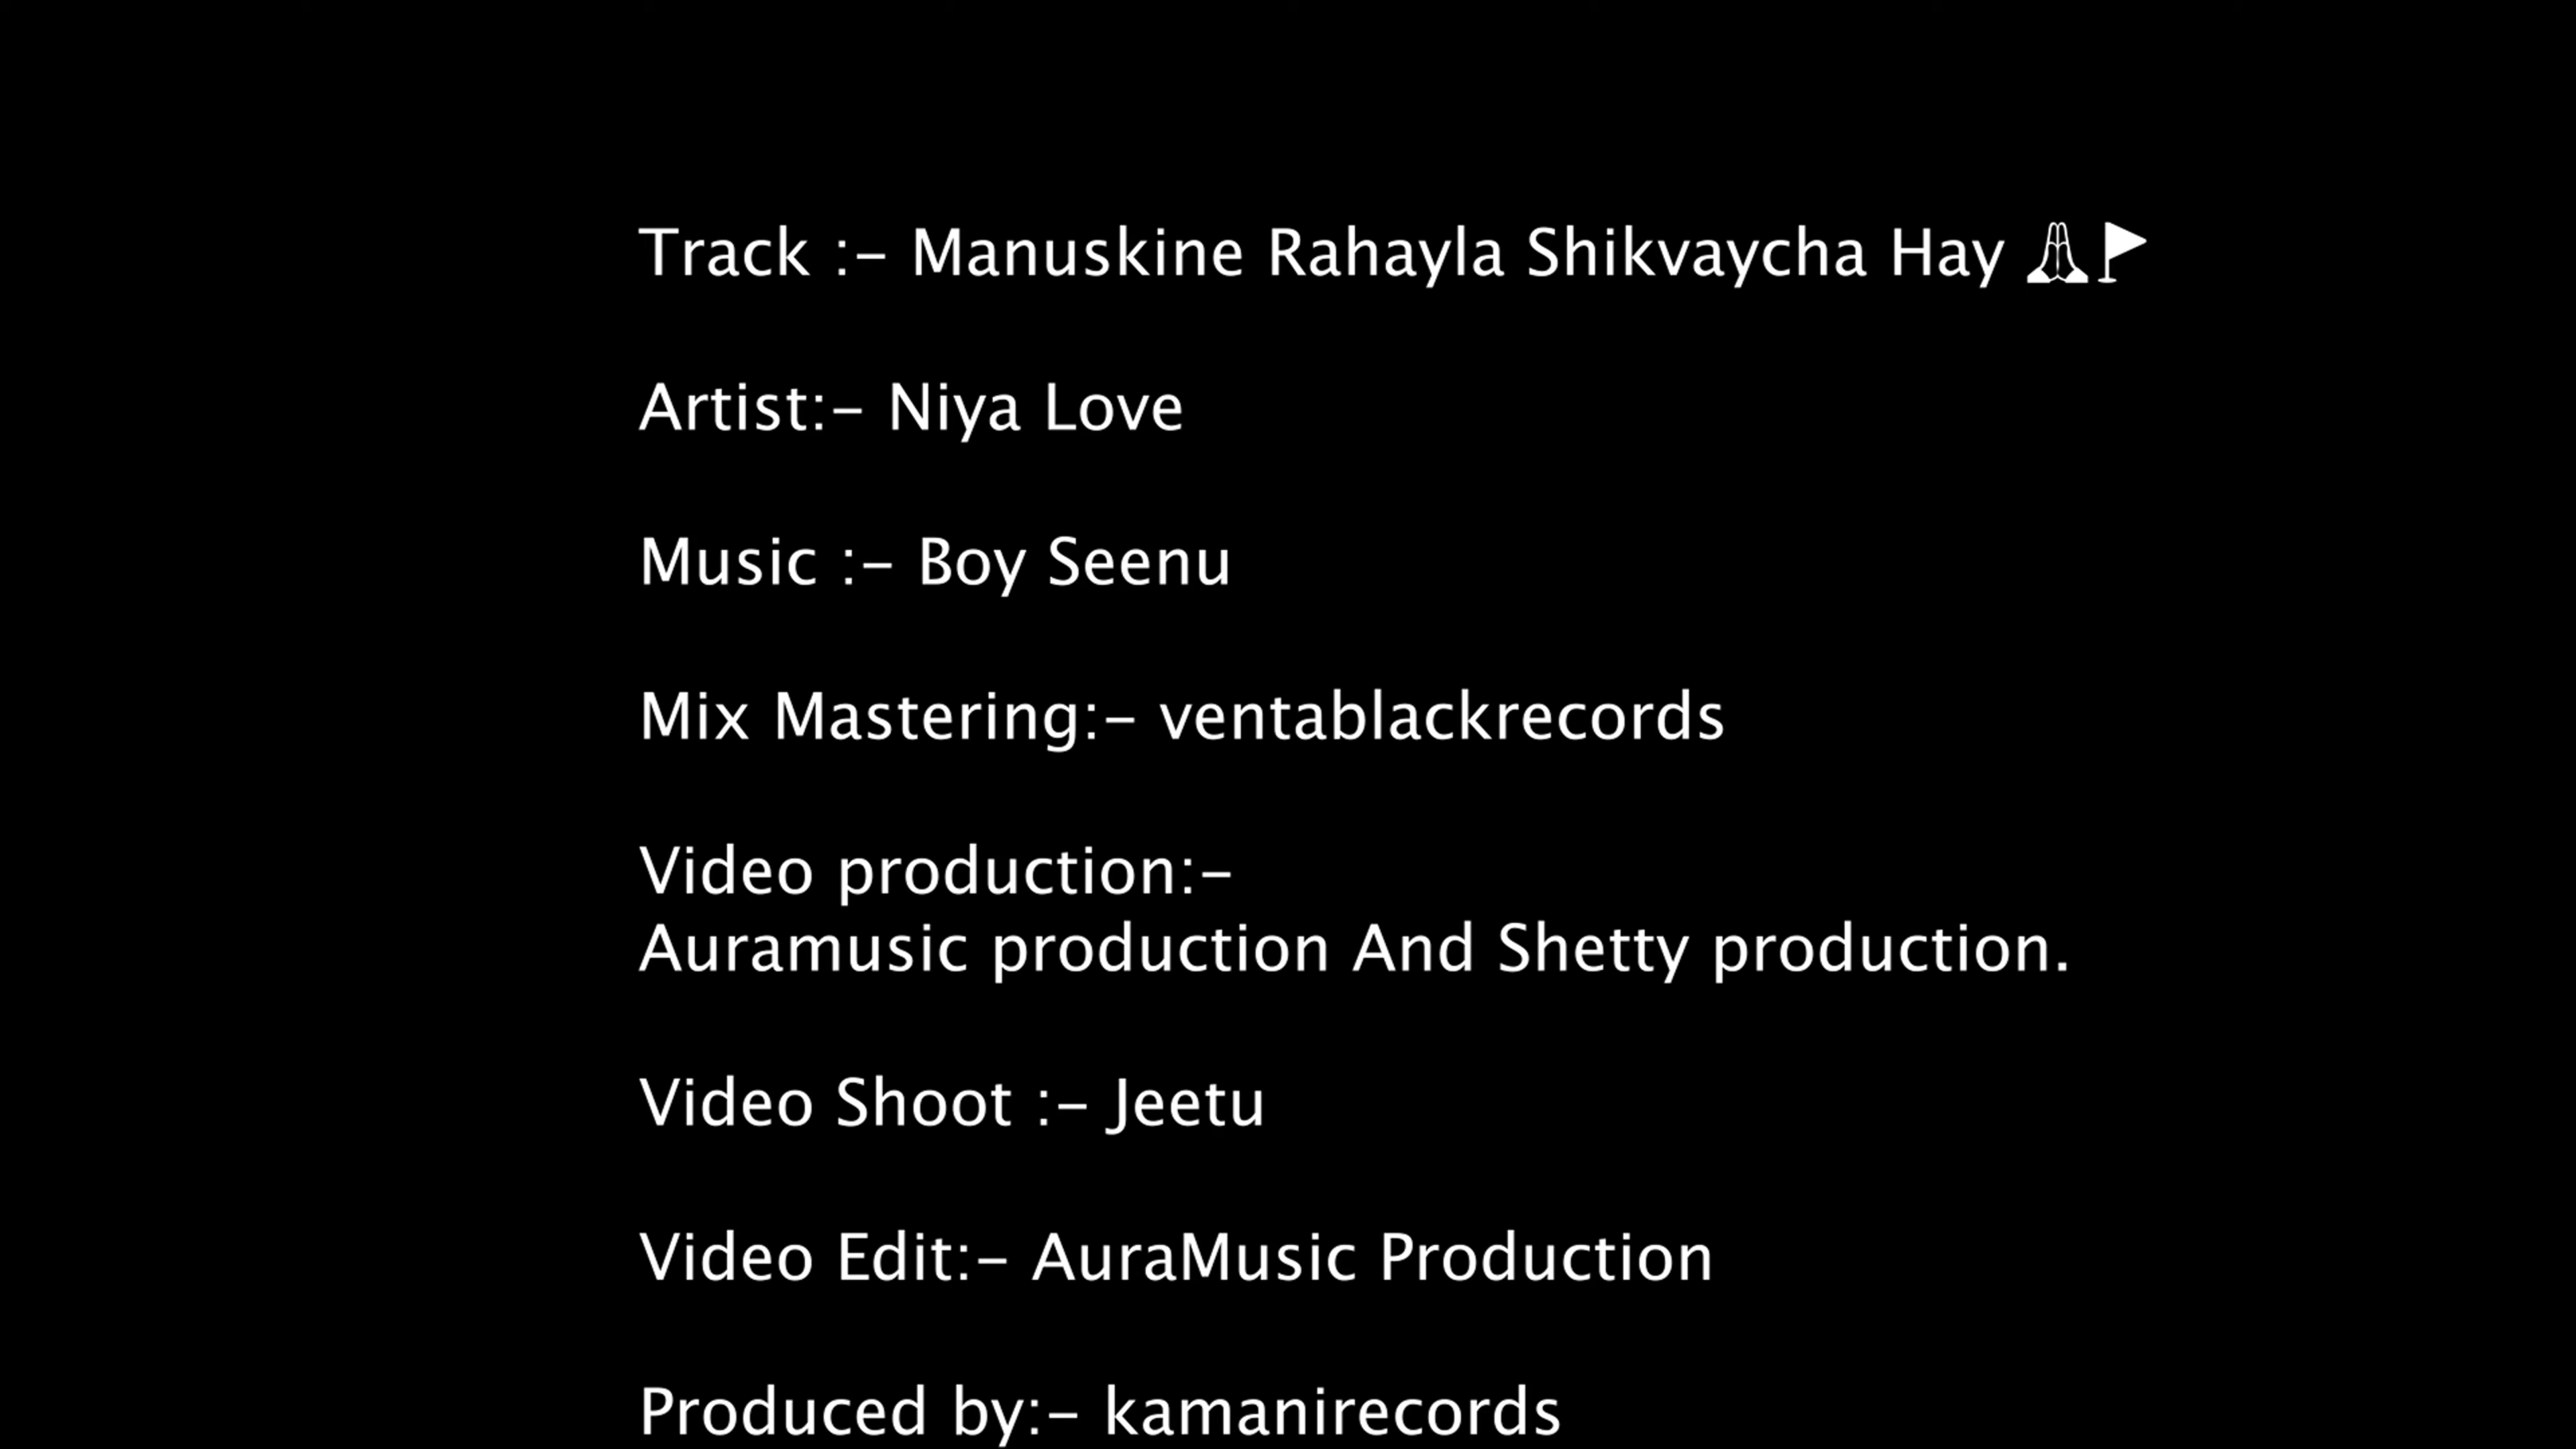 Track :- Manuskine Rahayla Shikvaycha Hay 🙏🚩
Artist:- Niya Love
Music :- Boy Seenu
Mix Mastering:- ventablackrecords
Video production:-
Auramusic production And Shetty production.
Video Shoot :- Jeetu
Video Edit:- AuraMusic Production
Produced by:- kamanirecords